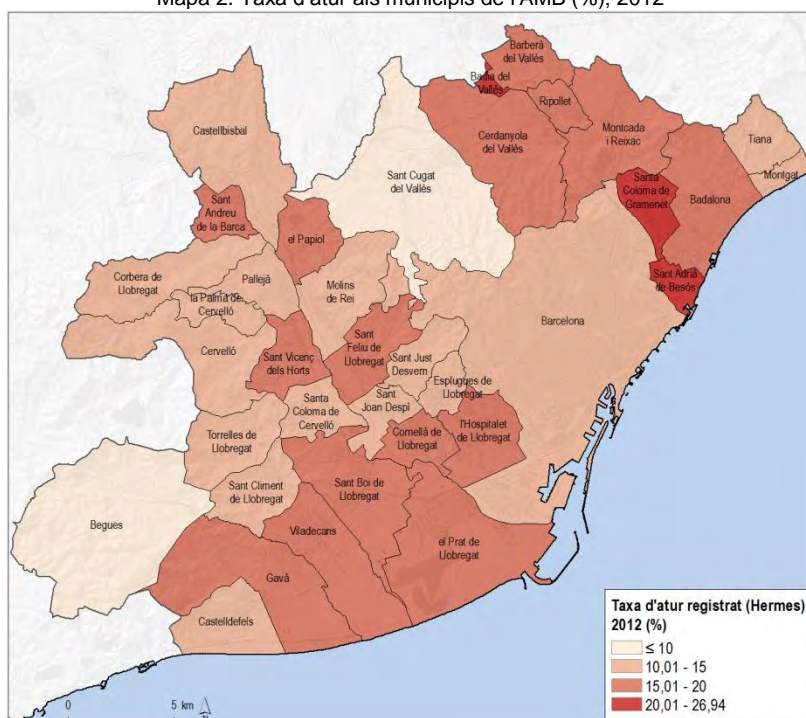 Mapa 2. Taxa d'atur als municipis de l'AMB (%), 2012
Barberà
del Vallès
Badia del
Vallès
Ripollet
Castellbisbal
Cerdanyola
del Vallès
Montcada
i Reixac
Tiana
Montgat
Sant Cugat
del Vallès
Santa
Coloma de
Gramenet
Badalona
Sant
Andreu
de la Barca
el Papiol
Sant Adrià
de Besòs
Corbera de
Llobregat
Pallejà
Molins
de Rei
la Palma de
Cervelló
Barcelona
Cervelló
Sant Vicenç
dels Horts
Sant
Feliu de
Llobregat
Sant Just
Desvern
Esplugues de
Llobregat
Santa
Coloma de
Cervelló
Sant
Joan Despí
Cornellà de
Llobregat
l'Hospitalet
de Llobregat
Torrelles de
Llobregat
Sant Climent
de Llobregat
Sant Boi de
Llobregat
Begues
Viladecans
el Prat de
Llobregat
Gavà
Castelldefels
Taxa d'atur registrat (Hermes)
2012 (%)
≤ 10
10,01 - 15
15,01 - 20
20,01 - 26,94
0 5 km
N